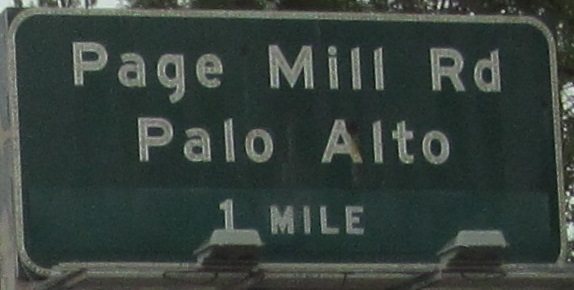 Page Mill Rd
Palo Alto
1 MILE